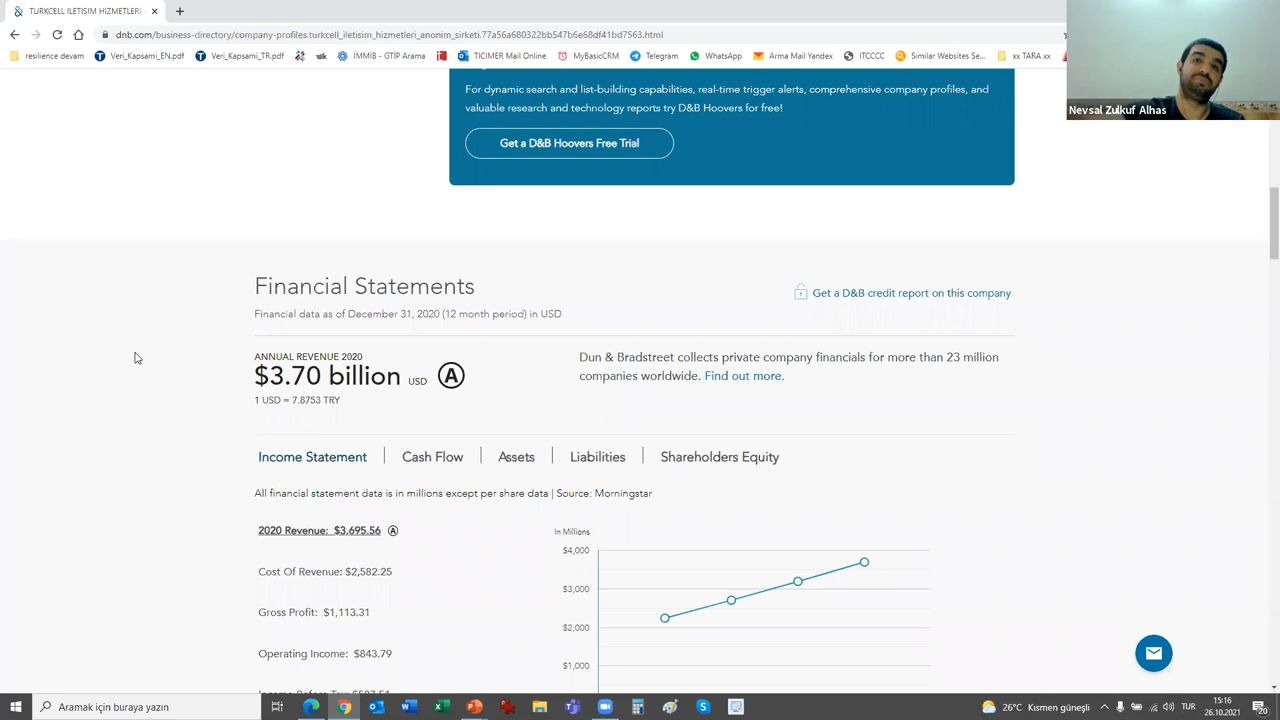 TURKCELL ILETISIM HIZMETLERI
dnb.com/business-directory/company-profiles.turkcell_iletisim_hizmetleri_anonim_sirketi.77a56a680322bb547b6e68df41bd7563.html
resilience devam
Veri_Kapsami_EN.pdf
Veri_Kapsami_TR.pdf
İMMİB - GTİP Arama
TICIMER Mail Online
MyBasicCRM
Telegram
WhatsApp
Arma Mail Yandex
ITCCCC
Similar Websites Se...
xx TARA xx
Nevsal Zulkuf Alhas
For dynamic search and list-building capabilities, real-time trigger alerts, comprehensive company profiles, and
valuable research and technology reports try D&B Hoovers for free!
Get a D&B Hoovers Free Trial
Financial Statements
Get a D&B credit report on this company
Financial data as of December 31, 2020 (12 month period) in USD
ANNUAL REVENUE 2020
$3.70 billion USD A
1 USD = 7.8753 TRY
Dun & Bradstreet collects private company financials for more than 23 million
companies worldwide. Find out more.
Income Statement
Cash Flow
Assets
Liabilities
Shareholders Equity
All financial statement data is in millions except per share data | Source: Morningstar
2020 Revenue: $3,695.56 A
Cost Of Revenue: $2,582.25
Gross Profit: $1,113.31
Operating Income: $843.79
In Millions
$4,000
$3,000
$2,000
$1,000
Aramak için buraya yazın
26°C Kısmen güneşli
TUR
15:16
26.10.2021
20